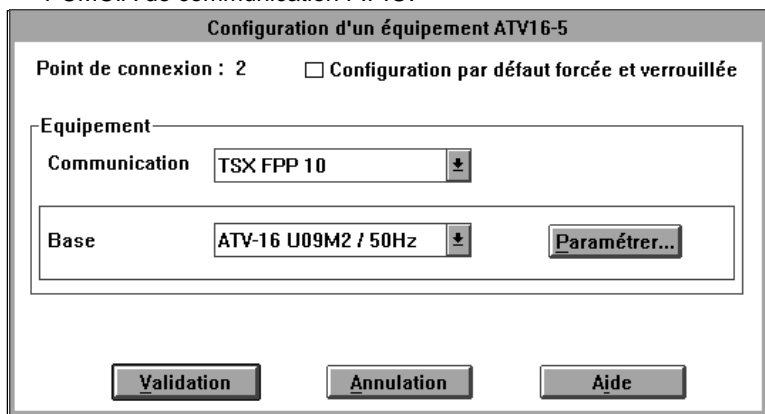 Configuration d'un équipement ATV16-5
Point de connexion : 2 Configuration par défaut forcée et verrouillée
Equipement
Communication TSX FPP 10
Base ATV-16 U09M2 / 50Hz Paramétrer...
Validation Annulation Aide